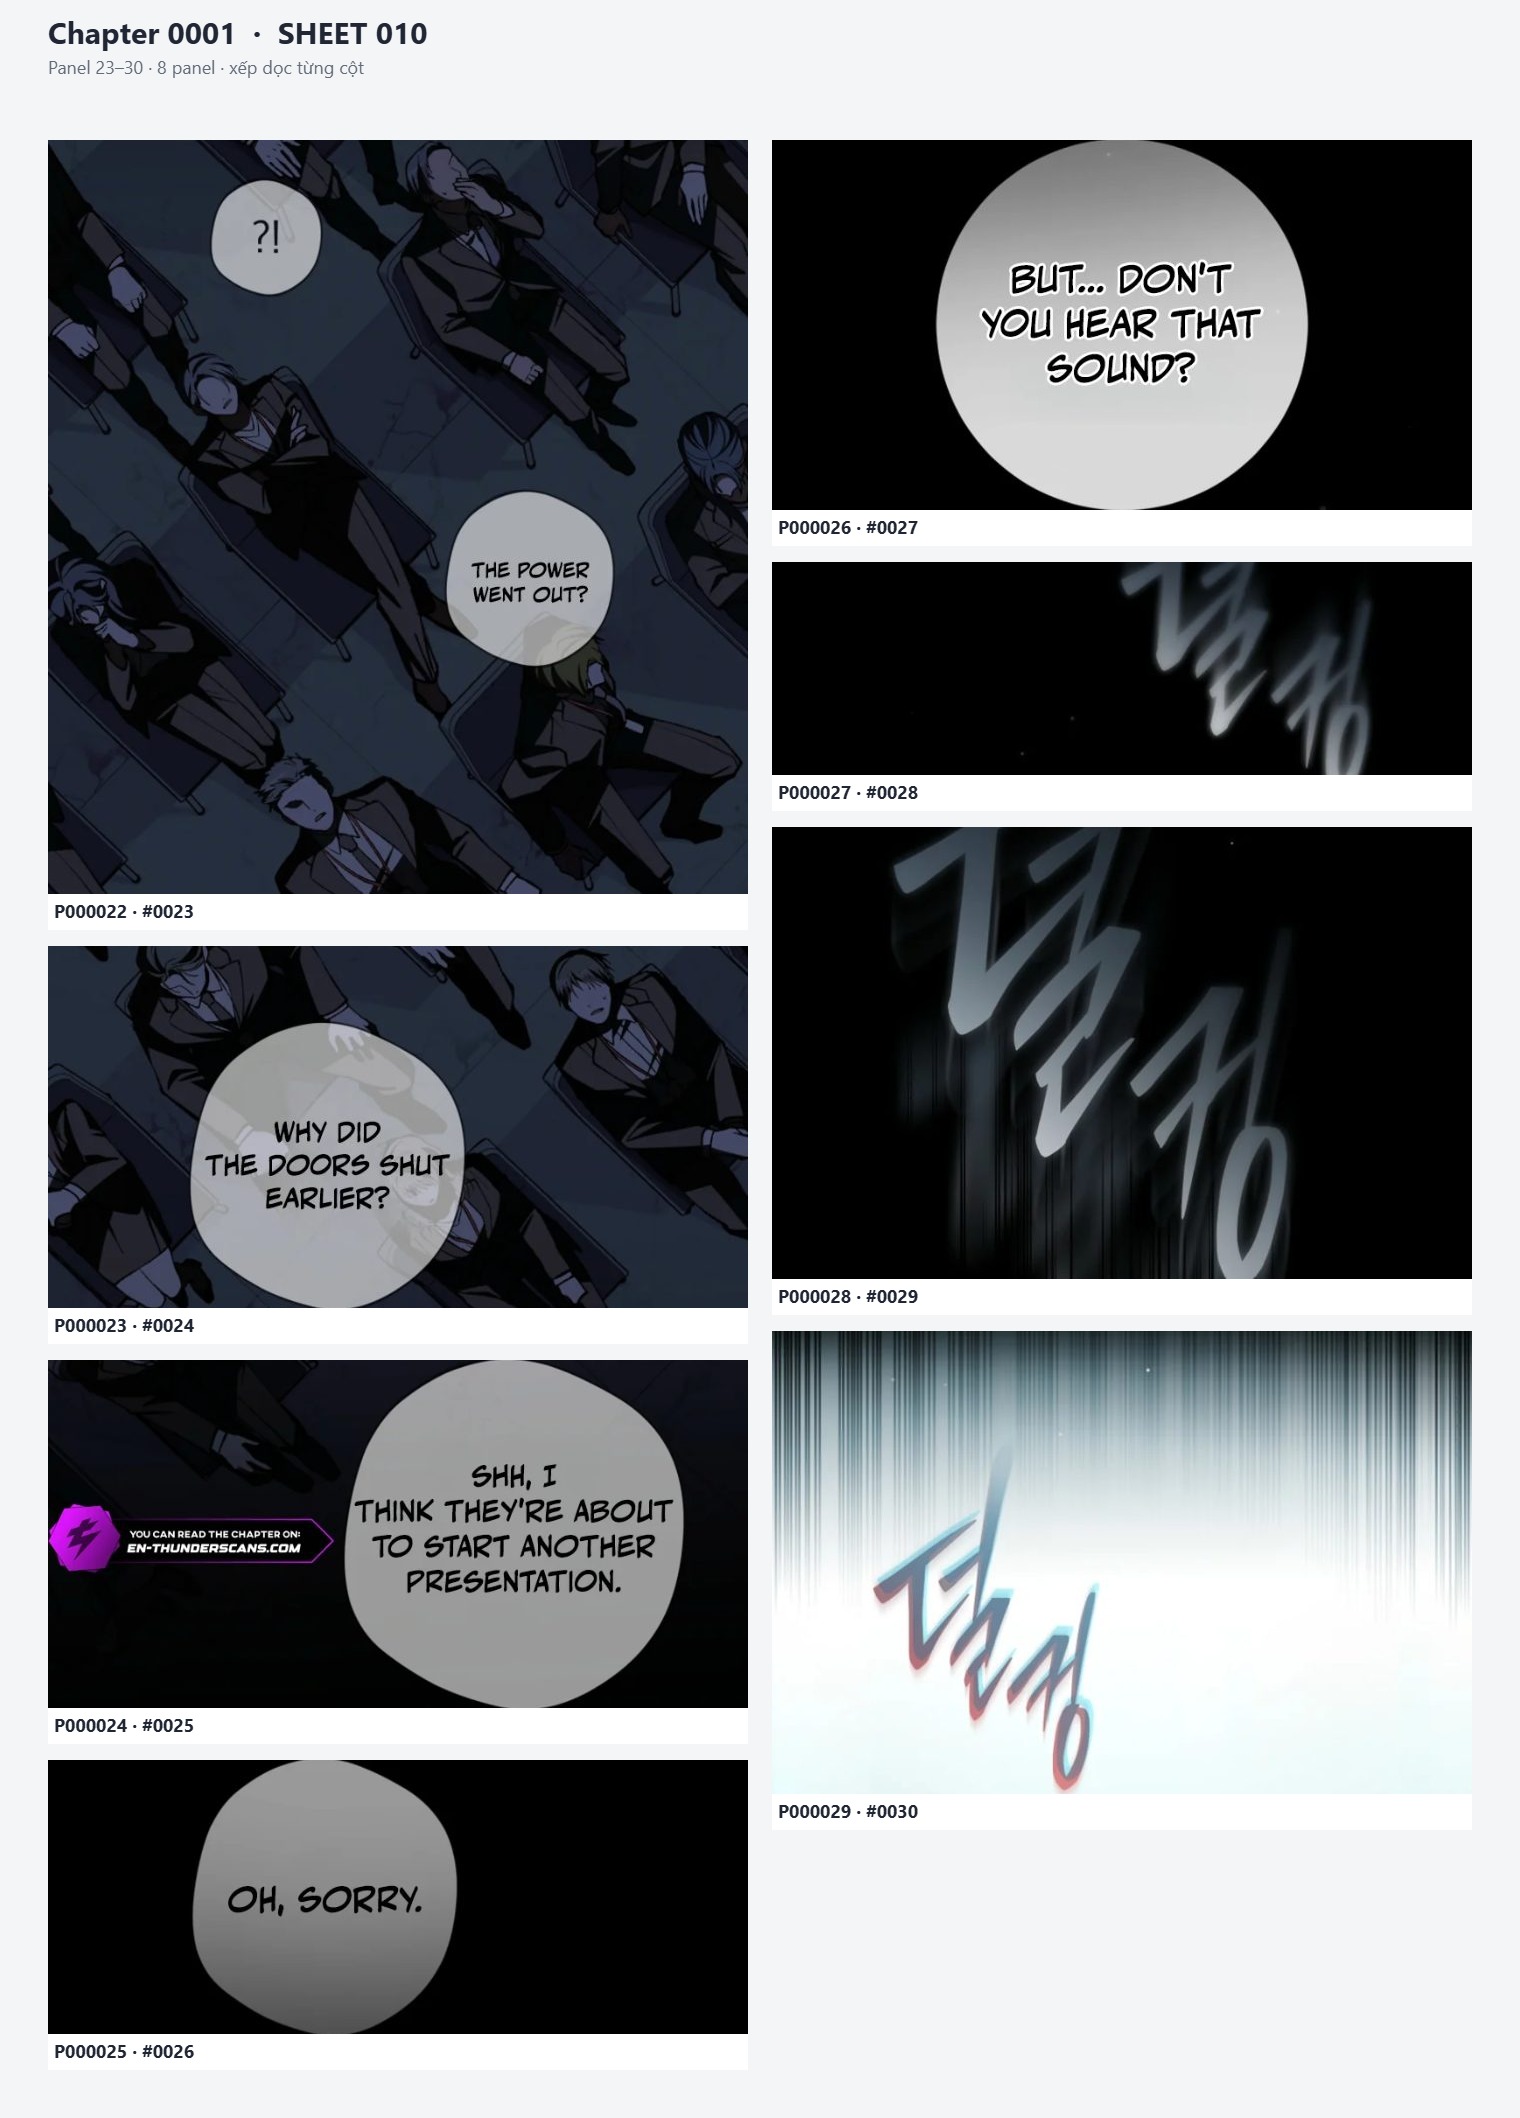 Chapter 0001 · SHEET 010
Panel 23–30 · 8 panel · xếp dọc từng cột
?!
THE POWER
WENT OUT?
P000022 · #0023
WHY DID
THE DOORS SHUT
EARLIER?
P000023 · #0024
SHH, I
THINK THEY'RE ABOUT
TO START ANOTHER
PRESENTATION.
YOU CAN READ THE CHAPTER ON:
EN-THUNDERSCANS.COM
P000024 · #0025
OH, SORRY.
P000025 · #0026
BUT... DON'T
YOU HEAR THAT
SOUND?
P000026 · #0027
덜컹
P000027 · #0028
덜컹
P000028 · #0029
덜컹
P000029 · #0030